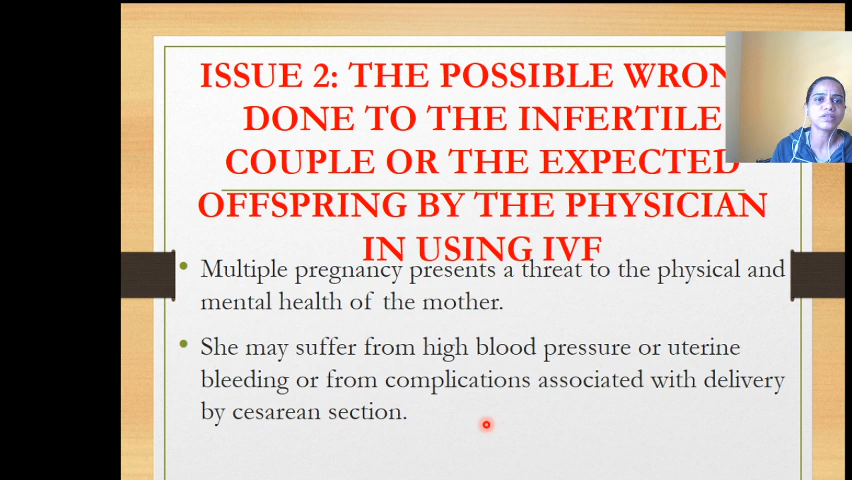 ISSUE 2: THE POSSIBLE WRON
DONE TO THE INFERTILE
COUPLE OR THE EXPECTED
OFFSPRING BY THE PHYSICIAN
IN USING IVF
• Multiple pregnancy presents a threat to the physical and
mental health of the mother.
• She may suffer from high blood pressure or uterine
bleeding or from complications associated with delivery
by cesarean section.